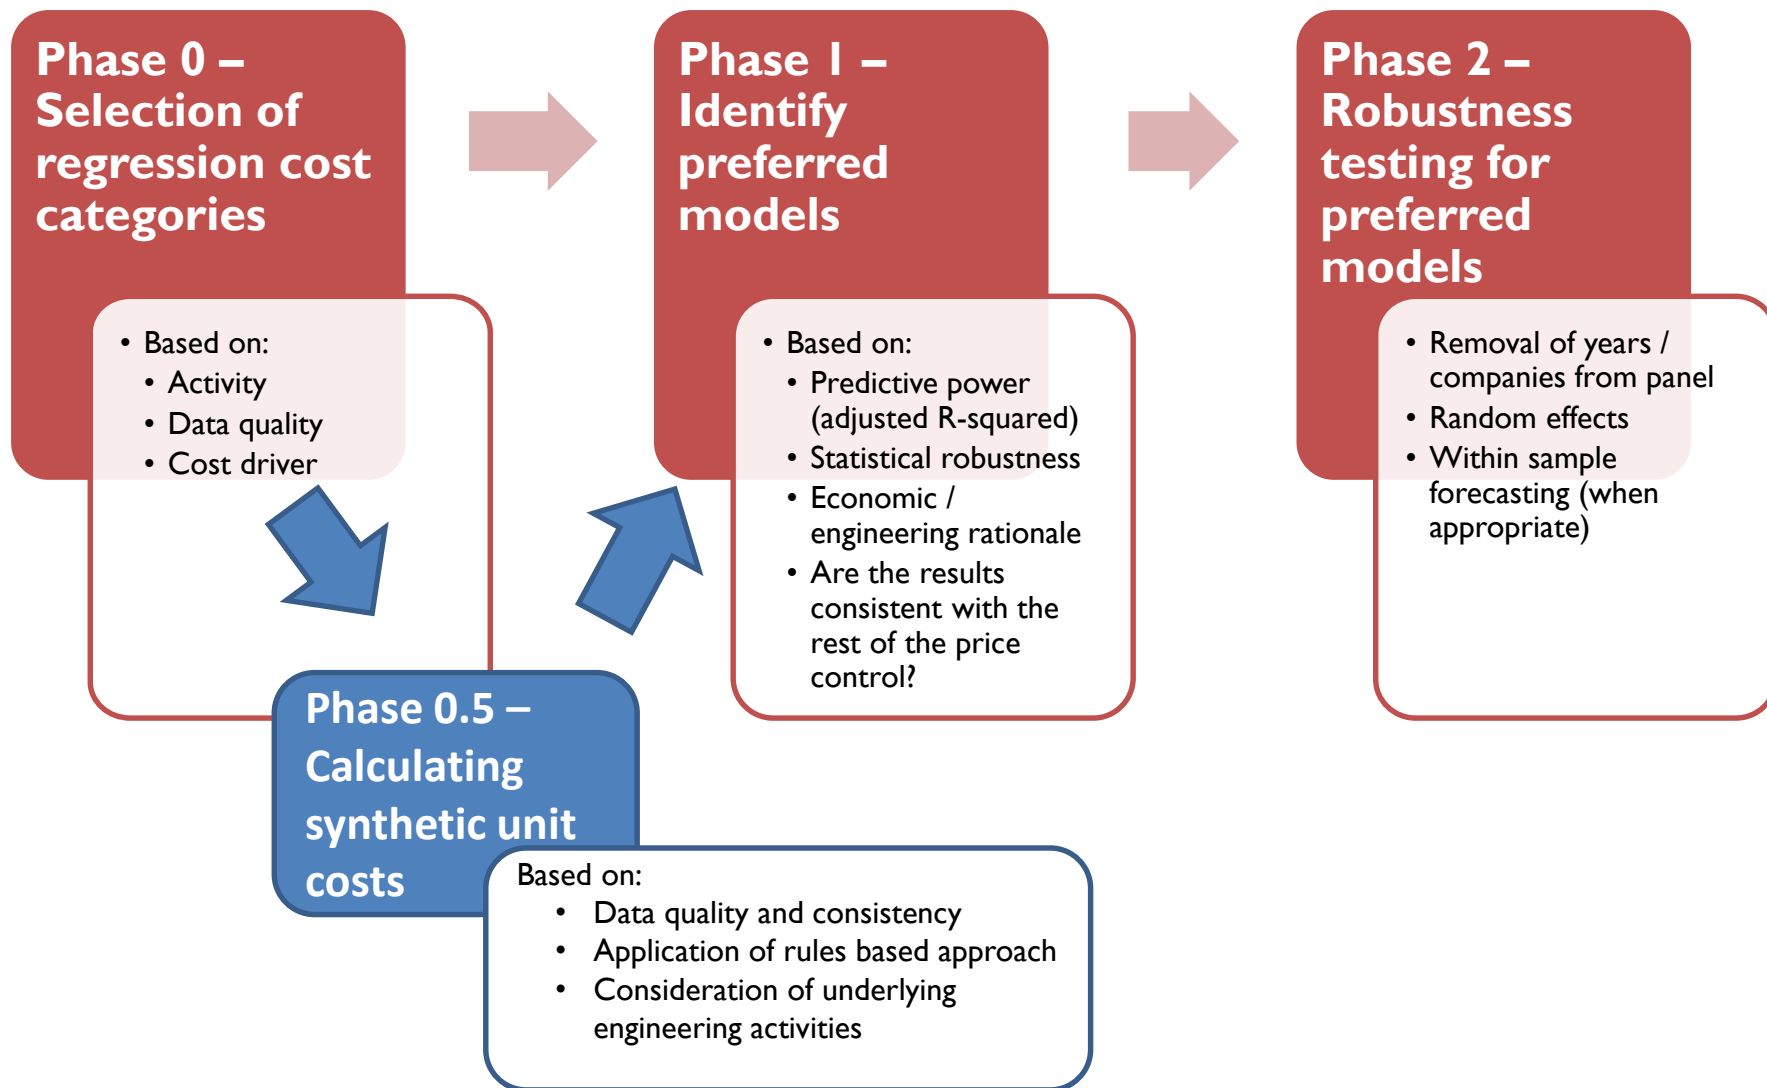 Phase 0 –
Selection of
regression cost
categories
• Based on:
• Activity
• Data quality
• Cost driver
Phase 0.5 –
Calculating
synthetic unit
costs
Based on:
• Data quality and consistency
• Application of rules based approach
• Consideration of underlying
engineering activities
Phase 1 –
Identify
preferred
models
• Based on:
• Predictive power
(adjusted R-squared)
• Statistical robustness
• Economic /
engineering rationale
• Are the results
consistent with the
rest of the price
control?
Phase 2 –
Robustness
testing for
preferred
models
• Removal of years /
companies from panel
• Random effects
• Within sample
forecasting (when
appropriate)